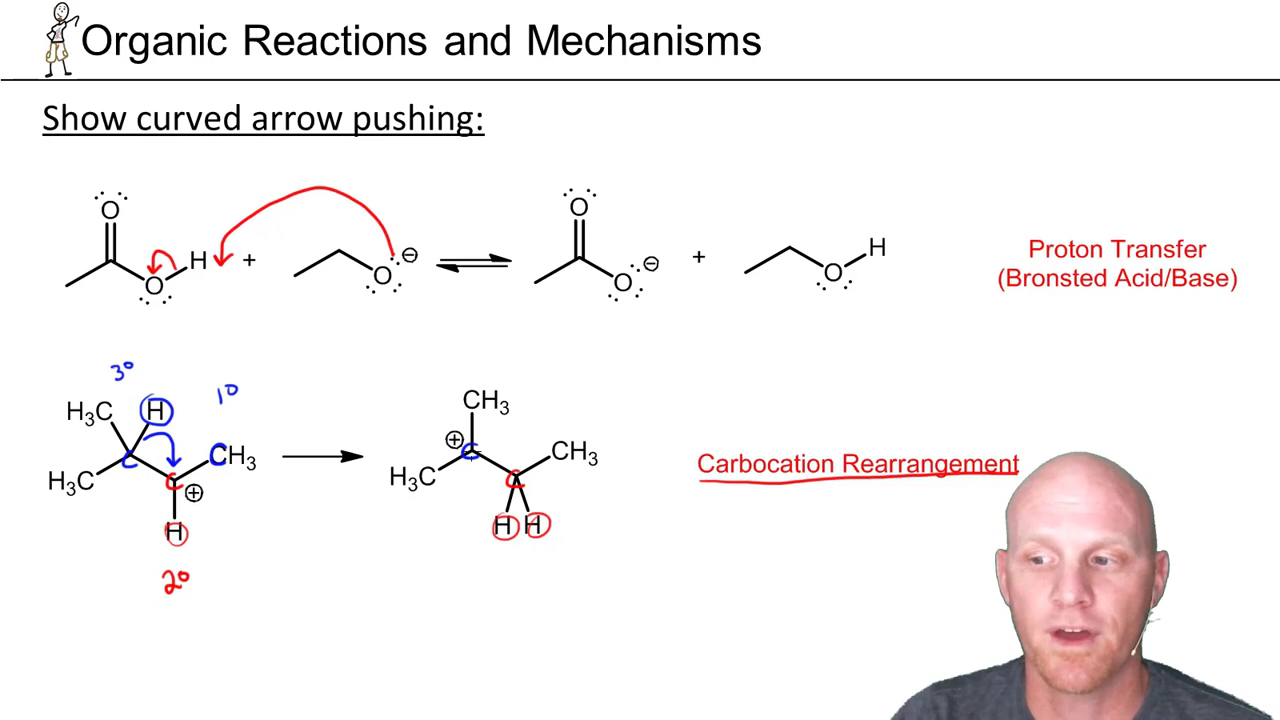 Organic Reactions and Mechanisms
Show curved arrow pushing:
O
O
H
+
O
⊖
O
O
⊖
+
O
H
Proton Transfer
(Bronsted Acid/Base)
3°
1°
H₃C
H
CH₃
C
C
H₃C
⊕
H
2°
CH₃
⊕
C
CH₃
H₃C
C
H
H
Carbocation Rearrangement